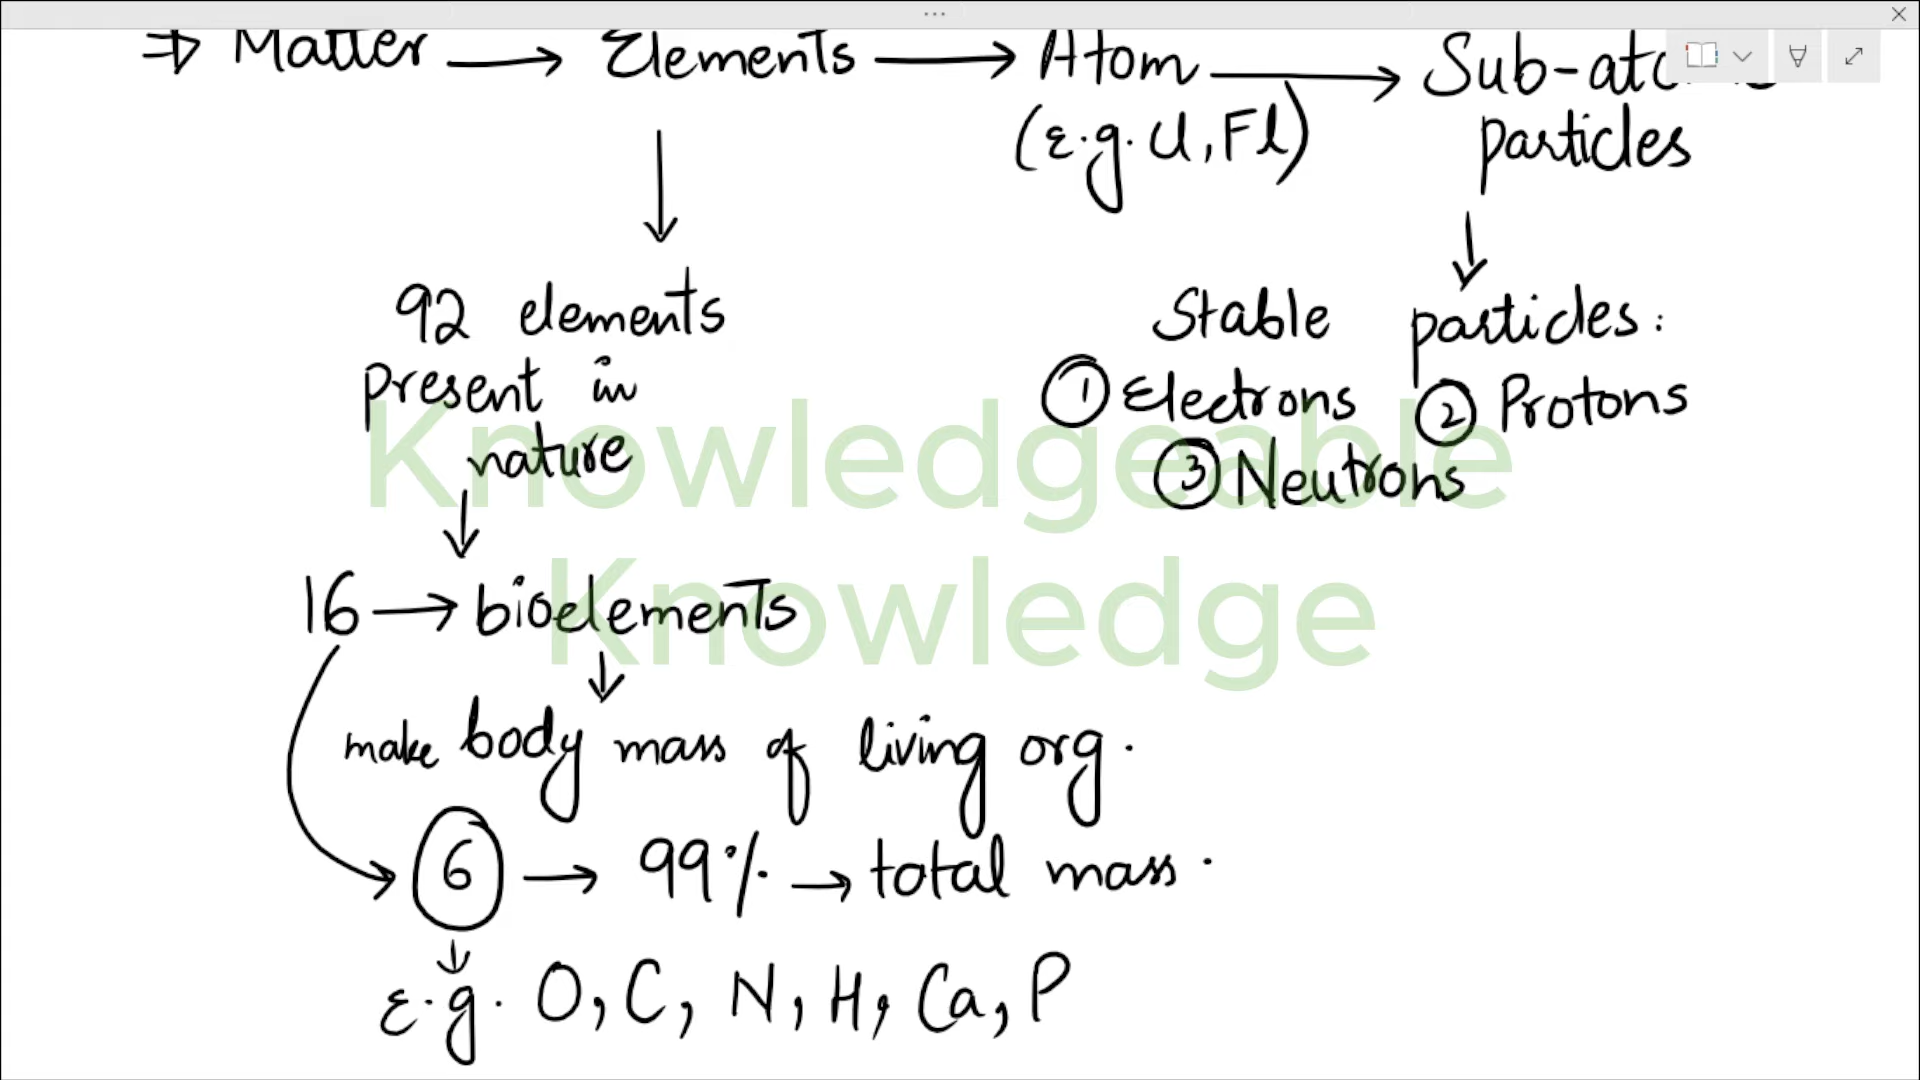 ⇒ Matter → Elements → Atom → Sub-atomic
(E.g. Cl, Fl) particles
92 elements
present in
nature
Stable particles:
① Electrons ② Protons
③ Neutrons
16 → bioelements
make body mass of living org.
6 → 99% → total mass.
E.g. O, C, N, H, Ca, P
Knowledgeable
Knowledge